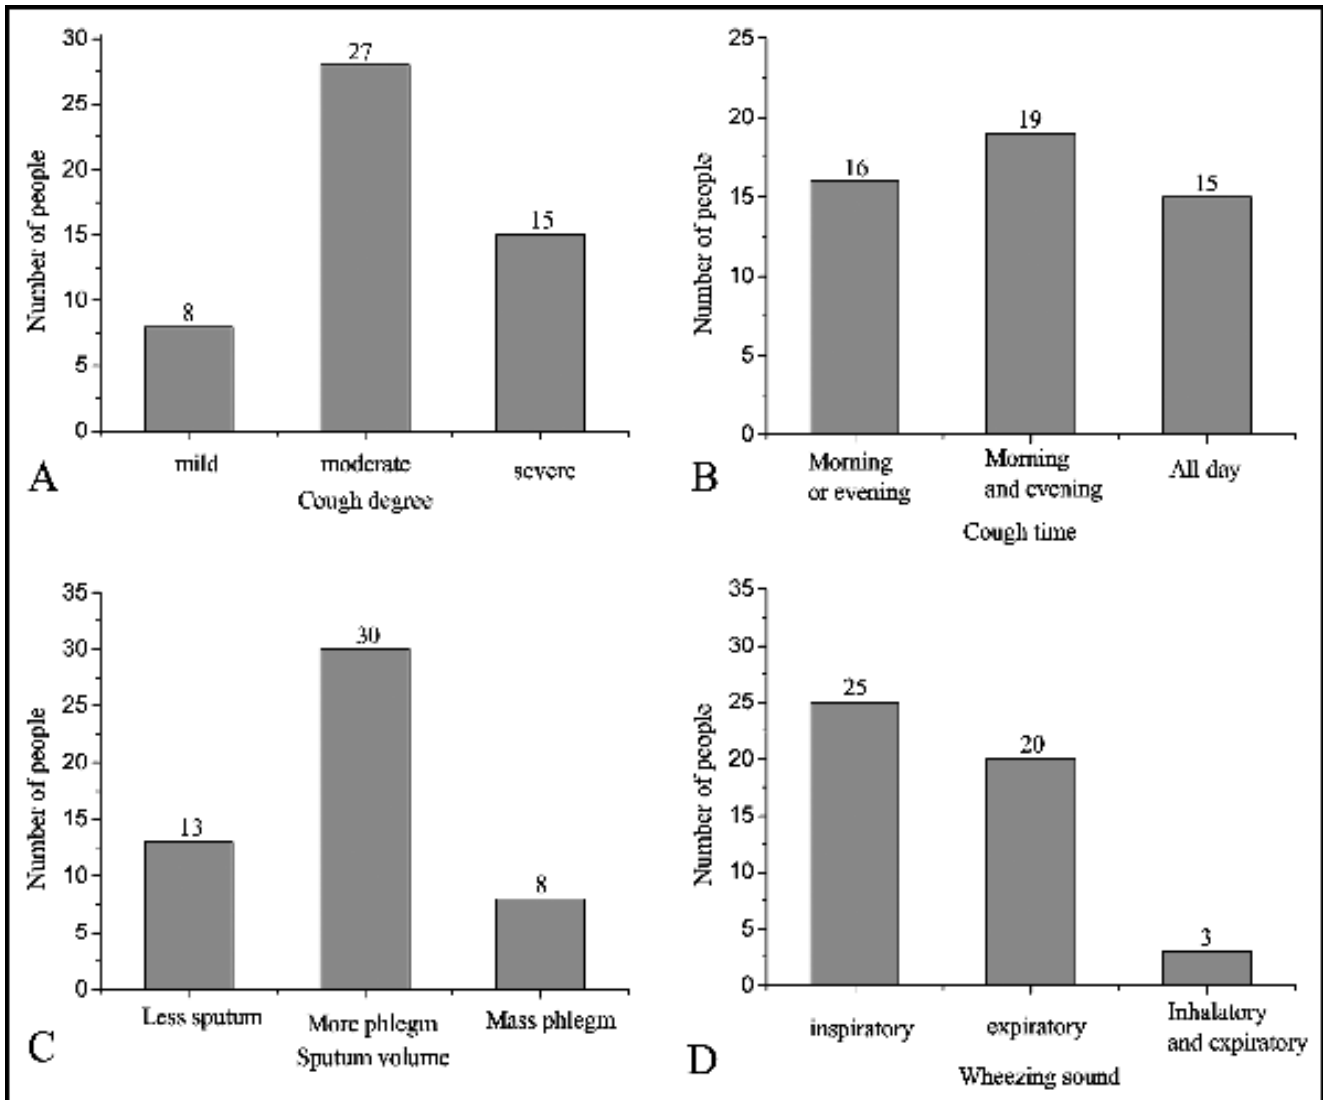 30
25
20
15
10
5
0
Number of people
8
27
15
mild
moderate
severe
Cough degree
A
25
20
15
10
5
0
Number of people
16
19
15
Morning
or evening
Morning
and evening
All day
Cough time
B
35
30
25
20
15
10
5
0
Number of people
13
30
8
Less sputum
More phlegm
Mass phlegm
Sputum volume
C
35
30
25
20
15
10
5
0
Number of people
25
20
3
inspiratory
expiratory
Inhalatory
and expiratory
Wheezing sound
D